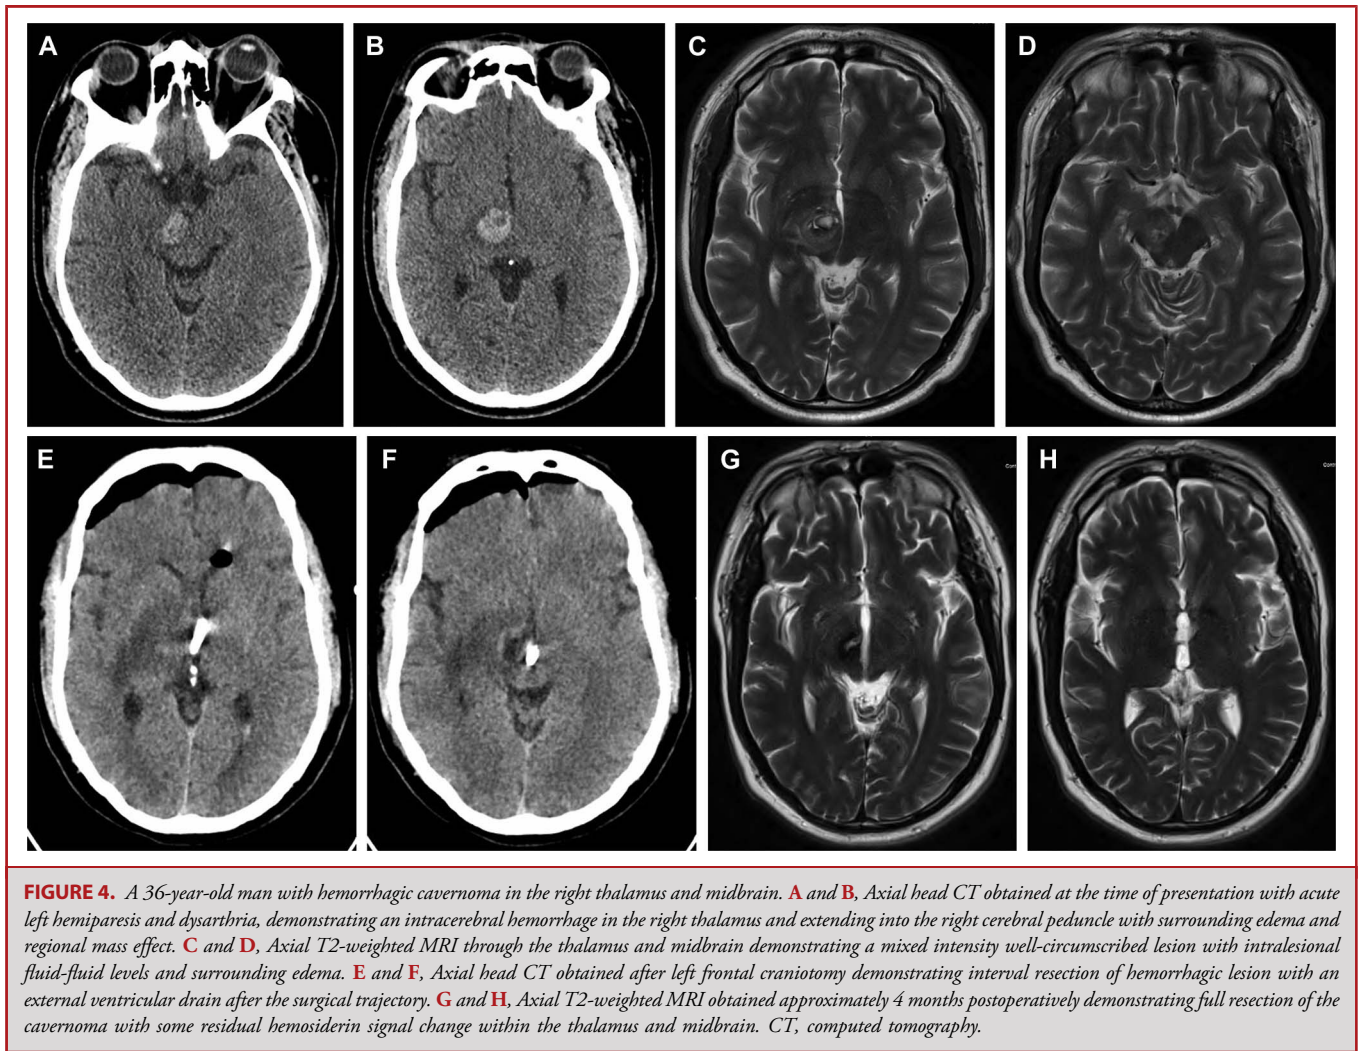 A
B
C
D
E
F
G
Cont
H
Cont
FIGURE 4. A 36-year-old man with hemorrhagic cavernoma in the right thalamus and midbrain. A and B, Axial head CT obtained at the time of presentation with acute
left hemiparesis and dysarthria, demonstrating an intracerebral hemorrhage in the right thalamus and extending into the right cerebral peduncle with surrounding edema and
regional mass effect. C and D, Axial T2-weighted MRI through the thalamus and midbrain demonstrating a mixed intensity well-circumscribed lesion with intralesional
fluid-fluid levels and surrounding edema. E and F, Axial head CT obtained after left frontal craniotomy demonstrating interval resection of hemorrhagic lesion with an
external ventricular drain after the surgical trajectory. G and H, Axial T2-weighted MRI obtained approximately 4 months postoperatively demonstrating full resection of the
cavernoma with some residual hemosiderin signal change within the thalamus and midbrain. CT, computed tomography.